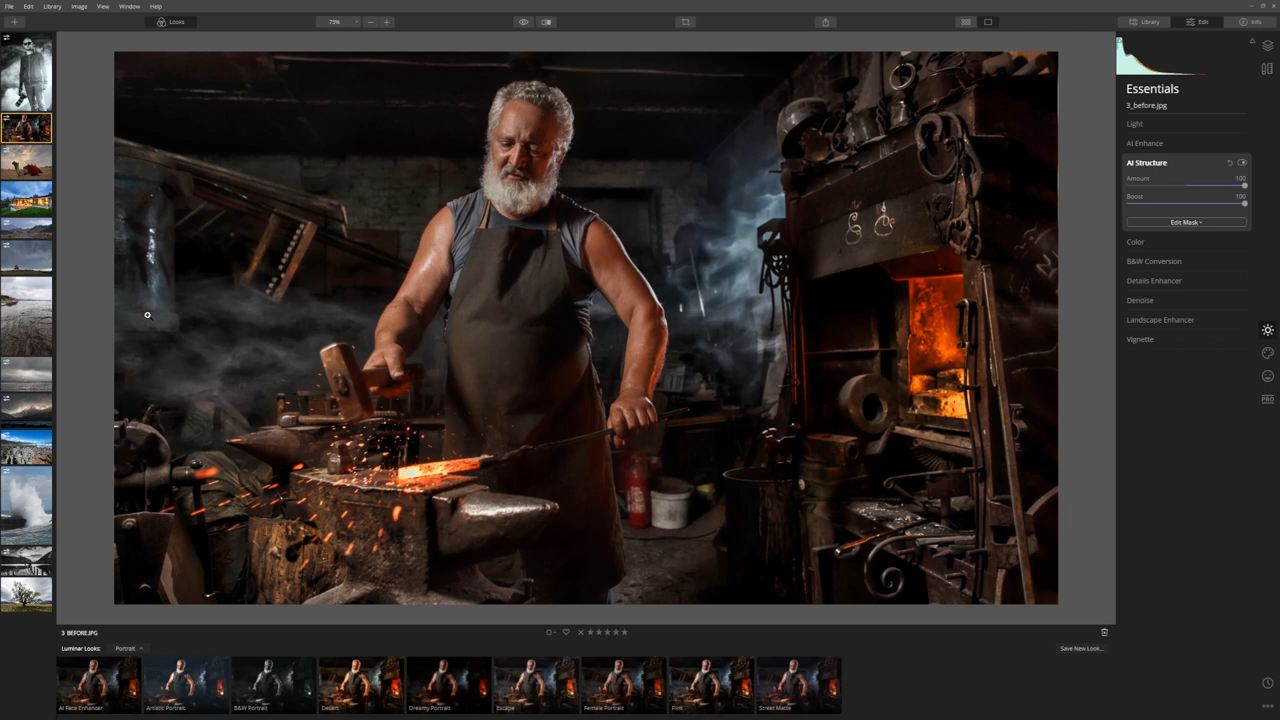 File Edit Library Image View Window Help
Looks 73% Library Edit Info
Essentials
3_before.jpg
Light
AI Enhance
AI Structure
Amount 100
Boost 100
Edit Mask
Color
B&W Conversion
Details Enhancer
Denoise
Landscape Enhancer
Vignette
PRO
3_BEFORE.JPG
Luminar Looks: Portrait Save New Look...
AI Face Enhancer Artistic Portrait B&W Portrait Desert Dreamy Portrait Escape Female Portrait Film Street Matte